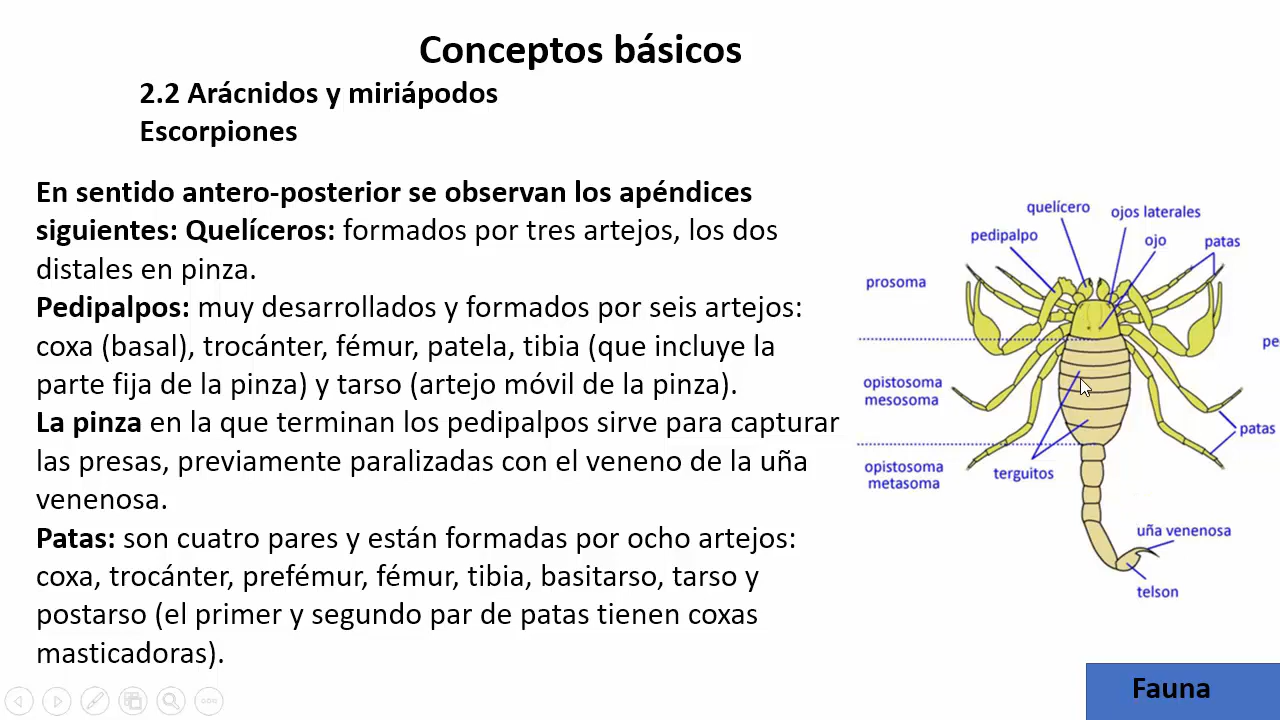 Conceptos básicos
2.2 Arácnidos y miriápodos
Escorpiones
En sentido antero-posterior se observan los apéndices
siguientes: Quelíceros: formados por tres artejos, los dos
distales en pinza.
Pedipalpos: muy desarrollados y formados por seis artejos:
coxa (basal), trocánter, fémur, patela, tibia (que incluye la
parte fija de la pinza) y tarso (artejo móvil de la pinza).
La pinza en la que terminan los pedipalpos sirve para capturar
las presas, previamente paralizadas con el veneno de la uña
venenosa.
Patas: son cuatro pares y están formadas por ocho artejos:
coxa, trocánter, prefémur, fémur, tibia, basitarso, tarso y
postarso (el primer y segundo par de patas tienen coxas
masticadoras).
quelícero
ojos laterales
pedipalpo
ojo
patas
prosoma
pe
opistosoma
mesosoma
patas
opistosoma
metasoma
terguitos
uña venenosa
telson
Fauna